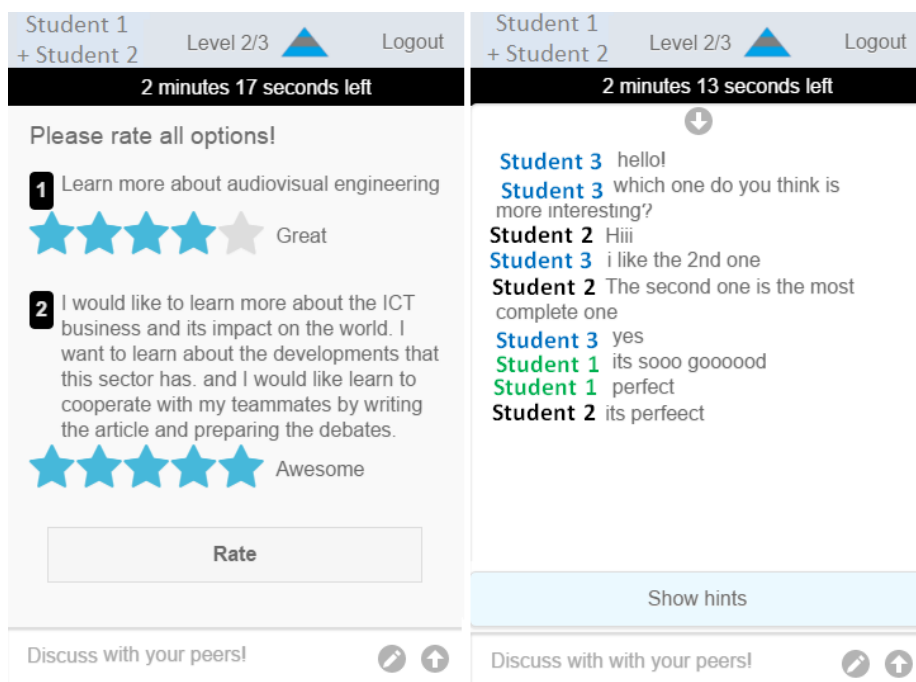 Student 1
+ Student 2
Level 2/3
Logout
2 minutes 17 seconds left
Please rate all options!
1 Learn more about audiovisual engineering
Great
2 I would like to learn more about the ICT
business and its impact on the world. I
want to learn about the developments that
this sector has. and I would like learn to
cooperate with my teammates by writing
the article and preparing the debates.
Awesome
Rate
Discuss with your peers!
Student 1
+ Student 2
Level 2/3
Logout
2 minutes 13 seconds left
Student 3 hello!
Student 3 which one do you think is
more interesting?
Student 2 Hiii
Student 3 i like the 2nd one
Student 2 The second one is the most
complete one
Student 3 yes
Student 1 its sooo goooood
Student 1 perfect
Student 2 its perfeect
Show hints
Discuss with with your peers!